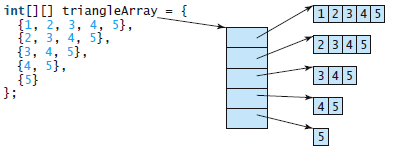 int[][] triangleArray = {
{1, 2, 3, 4, 5},
{2, 3, 4, 5},
{3, 4, 5},
{4, 5},
{5}
};
1 2 3 4 5
2 3 4 5
3 4 5
4 5
5